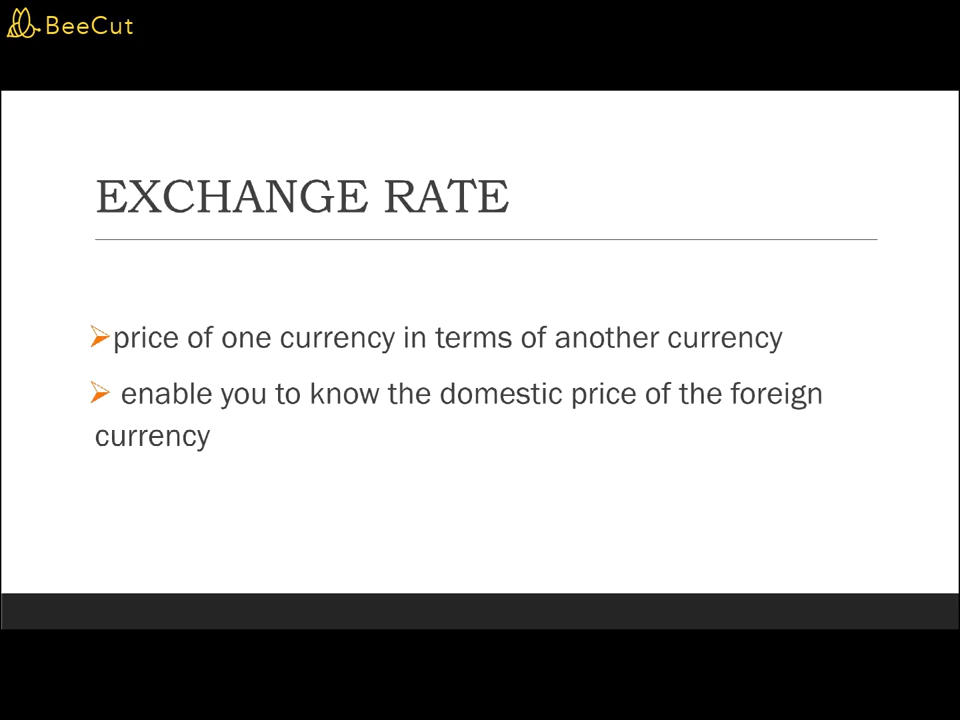 BeeCut
EXCHANGE RATE
price of one currency in terms of another currency
enable you to know the domestic price of the foreign
currency